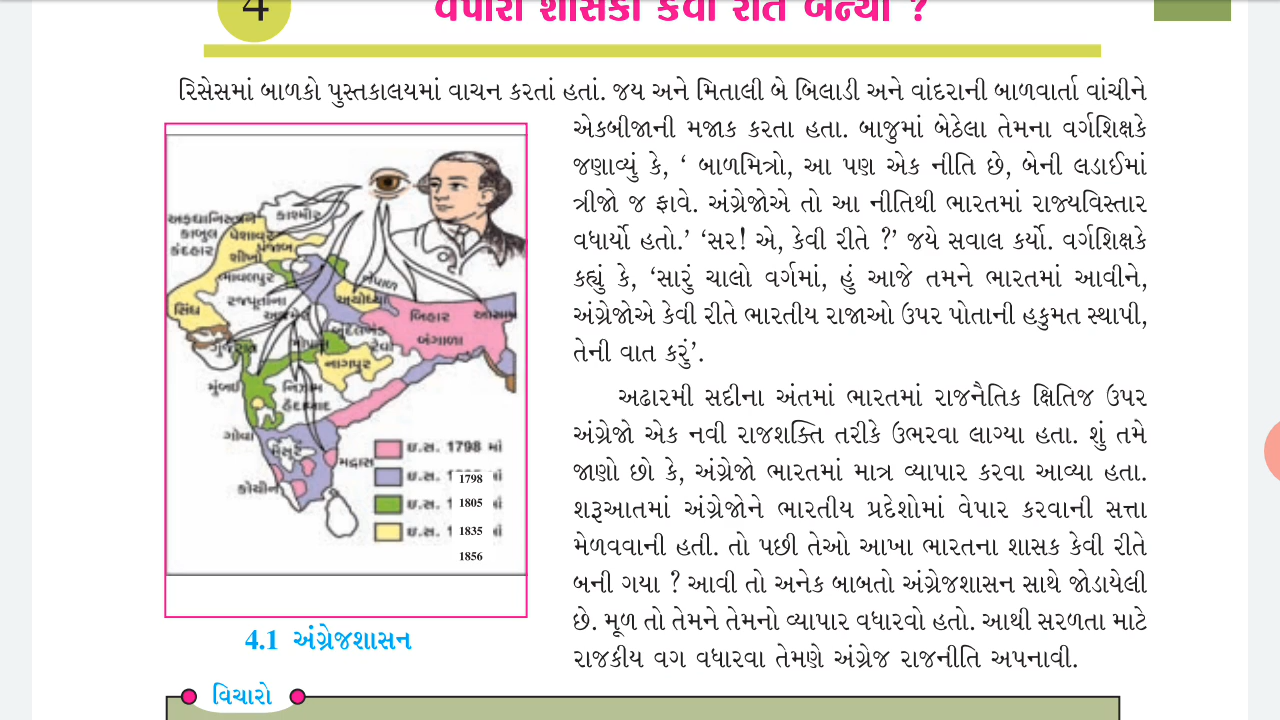 4
વેપારી શાસકો કેવી રીતે બન્યા ?
રિસેસમાં બાળકો પુસ્તકાલયમાં વાચન કરતાં હતાં. જય અને મિતાલી બે બિલાડી અને વાંદરાની બાળવાર્તા વાંચીને
એકબીજાની મજાક કરતા હતા. બાજુમાં બેઠેલા તેમના વર્ગશિક્ષકે
જણાવ્યું કે, ‘ બાળમિત્રો, આ પણ એક નીતિ છે, બેની લડાઈમાં
ત્રીજો જ ફાવે. અંગ્રેજોએ તો આ નીતિથી ભારતમાં રાજ્યવિસ્તાર
વધાર્યો હતો.’ ‘સર! એ, કેવી રીતે ?’ જયે સવાલ કર્યો. વર્ગશિક્ષકે
કહ્યું કે, ‘સારું ચાલો વર્ગમાં, હું આજે તમને ભારતમાં આવીને,
અંગ્રેજોએ કેવી રીતે ભારતીય રાજાઓ ઉપર પોતાની હકુમત સ્થાપી,
તેની વાત કરું’.
અઢારમી સદીના અંતમાં ભારતમાં રાજનૈતિક ક્ષિતિજ ઉપર
અંગ્રેજો એક નવી રાજશક્તિ તરીકે ઉભરવા લાગ્યા હતા. શું તમે
જાણો છો કે, અંગ્રેજો ભારતમાં માત્ર વ્યાપાર કરવા આવ્યા હતા.
શરૂઆતમાં અંગ્રેજોને ભારતીય પ્રદેશોમાં વેપાર કરવાની સત્તા
મેળવવાની હતી. તો પછી તેઓ આખા ભારતના શાસક કેવી રીતે
બની ગયા ? આવી તો અનેક બાબતો અંગ્રેજશાસન સાથે જોડાયેલી
છે. મૂળ તો તેમને તેમનો વ્યાપાર વધારવો હતો. આથી સરળતા માટે
રાજકીય વગ વધારવા તેમણે અંગ્રેજ રાજનીતિ અપનાવી.
અફઘાનિસ્તાન
કાબુલ
કંદહાર
કાશ્મીર
પેશાવર
પંજાબ
શીખો
ભાવલપુર
રજપૂતાના
અજમેર
સિંધ
નેપાળ
અયોધ્યા
બિહાર
આસામ
બંગાળા
બુંદેલખંડ
રેવા
ગુજરાત
માળવા
નાગપુર
મુંબઈ
નિઝામ
હૈદ્રાબાદ
ગોવા
મૈસુર
મદ્રાસ
કોચીન
ઇ.સ. 1798 માં
ઇ.સ. 1798 માં
ઇ.સ. 1805 માં
ઇ.સ. 1835 માં
1856
4.1 અંગ્રેજશાસન
વિચારો